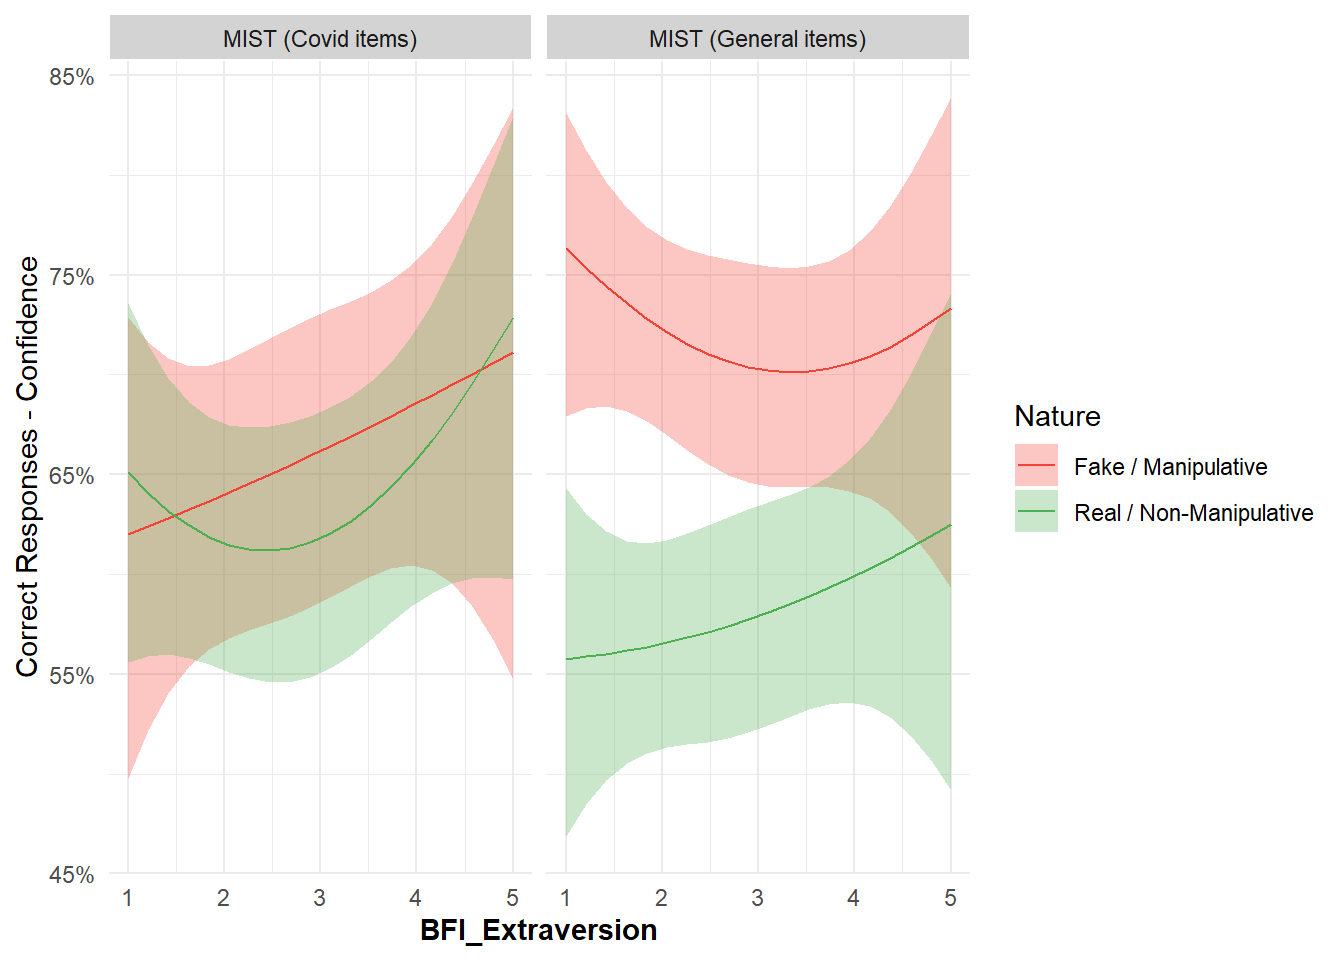 MIST (Covid items)
MIST (General items)
85%
75%
65%
55%
45%
Correct Responses - Confidence
1 2 3 4 5
1 2 3 4 5
BFI_Extraversion
Nature
Fake / Manipulative
Real / Non-Manipulative